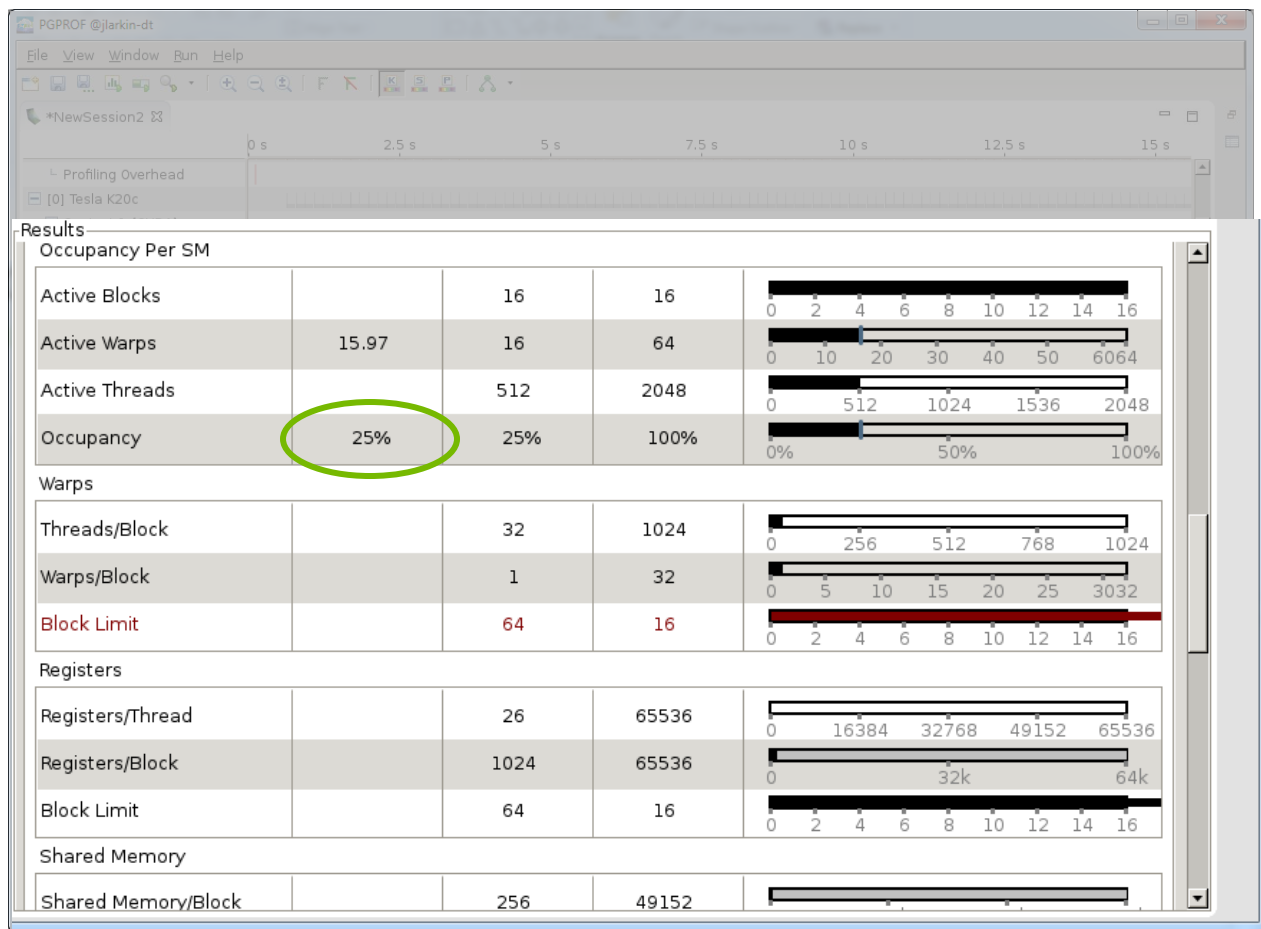 PGPROF @jlarkin-dt
File View Window Run Help
*NewSession2
0 s 2.5 s 5 s 7.5 s 10 s 12.5 s 15 s
Profiling Overhead
[0] Tesla K20c
Results
Occupancy Per SM
Active Blocks 16 16
0 2 4 6 8 10 12 14 16
Active Warps 15.97 16 64
0 10 20 30 40 50 6064
Active Threads 512 2048
0 512 1024 1536 2048
Occupancy 25% 25% 100%
0% 50% 100%
Warps
Threads/Block 32 1024
0 256 512 768 1024
Warps/Block 1 32
0 5 10 15 20 25 3032
Block Limit 64 16
0 2 4 6 8 10 12 14 16
Registers
Registers/Thread 26 65536
0 16384 32768 49152 65536
Registers/Block 1024 65536
0 32k 64k
Block Limit 64 16
0 2 4 6 8 10 12 14 16
Shared Memory
Shared Memory/Block 256 49152